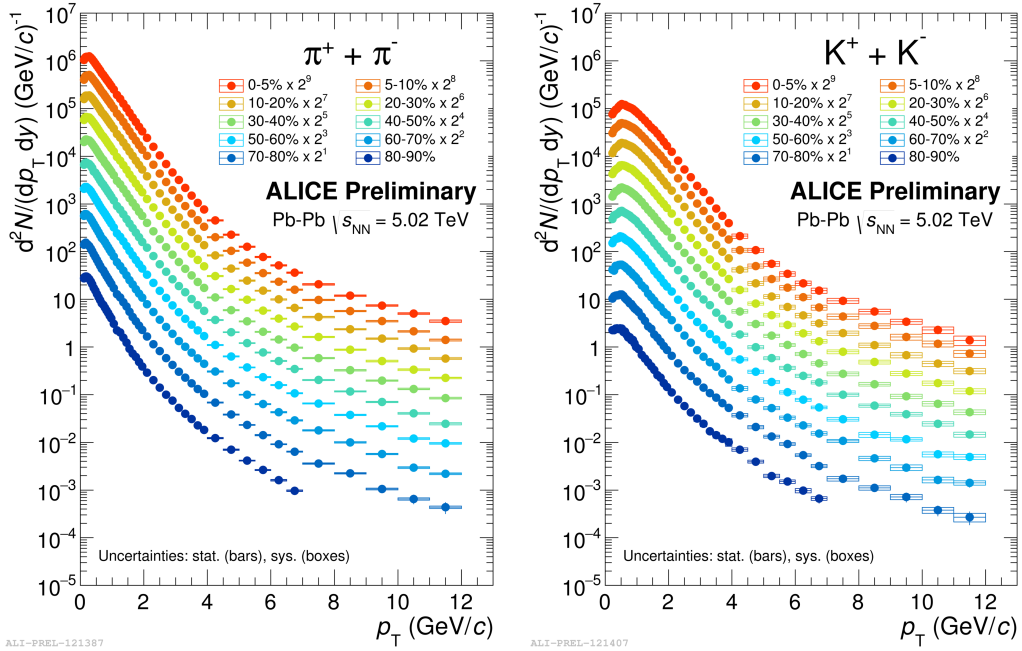 d²N/(dp_T dy) (GeV/c)⁻¹
10⁷
10⁶
10⁵
10⁴
10³
10²
10
1
10⁻¹
10⁻²
10⁻³
10⁻⁴
10⁻⁵
π⁺ + π⁻
0-5% x 2⁹ 5-10% x 2⁸
10-20% x 2⁷ 20-30% x 2⁶
30-40% x 2⁵ 40-50% x 2⁴
50-60% x 2³ 60-70% x 2²
70-80% x 2¹ 80-90%
ALICE Preliminary
Pb-Pb √s_NN = 5.02 TeV
Uncertainties: stat. (bars), sys. (boxes)
0 2 4 6 8 10 12
p_T (GeV/c)
ALI-PREL-121387
d²N/(dp_T dy) (GeV/c)⁻¹
10⁷
10⁶
10⁵
10⁴
10³
10²
10
1
10⁻¹
10⁻²
10⁻³
10⁻⁴
10⁻⁵
K⁺ + K⁻
0-5% x 2⁹ 5-10% x 2⁸
10-20% x 2⁷ 20-30% x 2⁶
30-40% x 2⁵ 40-50% x 2⁴
50-60% x 2³ 60-70% x 2²
70-80% x 2¹ 80-90%
ALICE Preliminary
Pb-Pb √s_NN = 5.02 TeV
Uncertainties: stat. (bars), sys. (boxes)
0 2 4 6 8 10 12
p_T (GeV/c)
ALI-PREL-121407